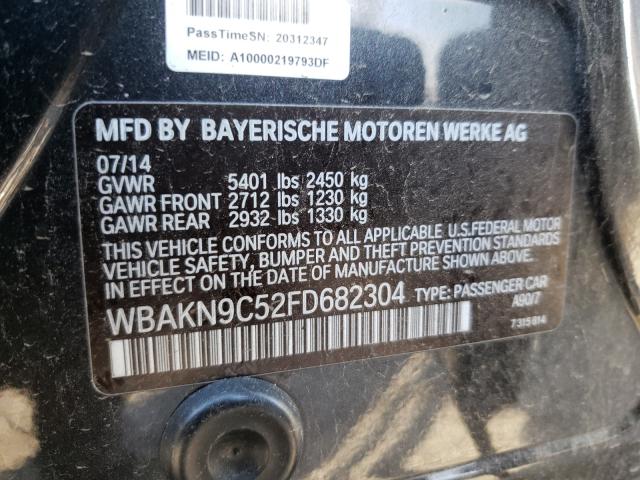 PassTimeSN: 20312347
MEID: A10000219793DF
MFD BY BAYERISCHE MOTOREN WERKE AG
07/14
GVWR 5401 lbs 2450 kg
GAWR FRONT 2712 lbs 1230 kg
GAWR REAR 2932 lbs 1330 kg
THIS VEHICLE CONFORMS TO ALL APPLICABLE U.S.FEDERAL MOTOR
VEHICLE SAFETY, BUMPER AND THEFT PREVENTION STANDARDS
IN EFFECT ON THE DATE OF MANUFACTURE SHOWN ABOVE.
WBAKN9C52FD682304 TYPE: PASSENGER CAR
A90/7
7315814